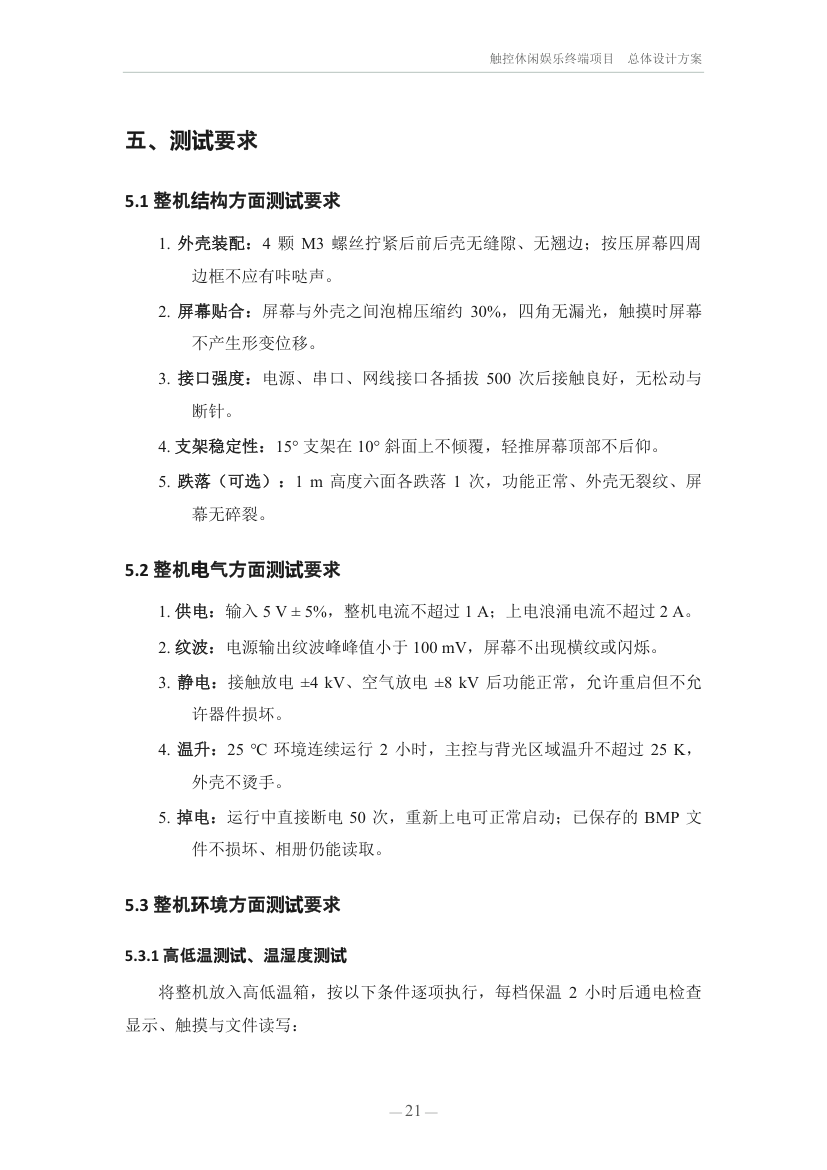 触控休闲娱乐终端项目　总体设计方案
五、测试要求
5.1 整机结构方面测试要求
1. 外壳装配：4 颗 M3 螺丝拧紧后前后壳无缝隙、无翘边；按压屏幕四周
边框不应有咔哒声。
2. 屏幕贴合：屏幕与外壳之间泡棉压缩约 30%，四角无漏光，触摸时屏幕
不产生形变位移。
3. 接口强度：电源、串口、网线接口各插拔 500 次后接触良好，无松动与
断针。
4. 支架稳定性：15° 支架在 10° 斜面上不倾覆，轻推屏幕顶部不后仰。
5. 跌落（可选）：1 m 高度六面各跌落 1 次，功能正常、外壳无裂纹、屏
幕无碎裂。
5.2 整机电气方面测试要求
1. 供电：输入 5 V ± 5%，整机电流不超过 1 A；上电浪涌电流不超过 2 A。
2. 纹波：电源输出纹波峰峰值小于 100 mV，屏幕不出现横纹或闪烁。
3. 静电：接触放电 ±4 kV、空气放电 ±8 kV 后功能正常，允许重启但不允
许器件损坏。
4. 温升：25 ℃ 环境连续运行 2 小时，主控与背光区域温升不超过 25 K，
外壳不烫手。
5. 掉电：运行中直接断电 50 次，重新上电可正常启动；已保存的 BMP 文
件不损坏、相册仍能读取。
5.3 整机环境方面测试要求
5.3.1 高低温测试、温湿度测试
将整机放入高低温箱，按以下条件逐项执行，每档保温 2 小时后通电检查
显示、触摸与文件读写：
— 21 —